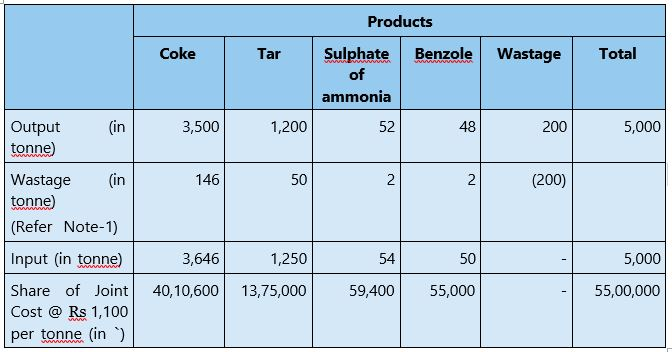 Products
Coke Tar Sulphate of ammonia Benzole Wastage Total
Output (in tonne) 3,500 1,200 52 48 200 5,000
Wastage (in tonne) (Refer Note-1) 146 50 2 2 (200)
Input (in tonne) 3,646 1,250 54 50 - 5,000
Share of Joint Cost @ Rs 1,100 per tonne (in `) 40,10,600 13,75,000 59,400 55,000 - 55,00,000